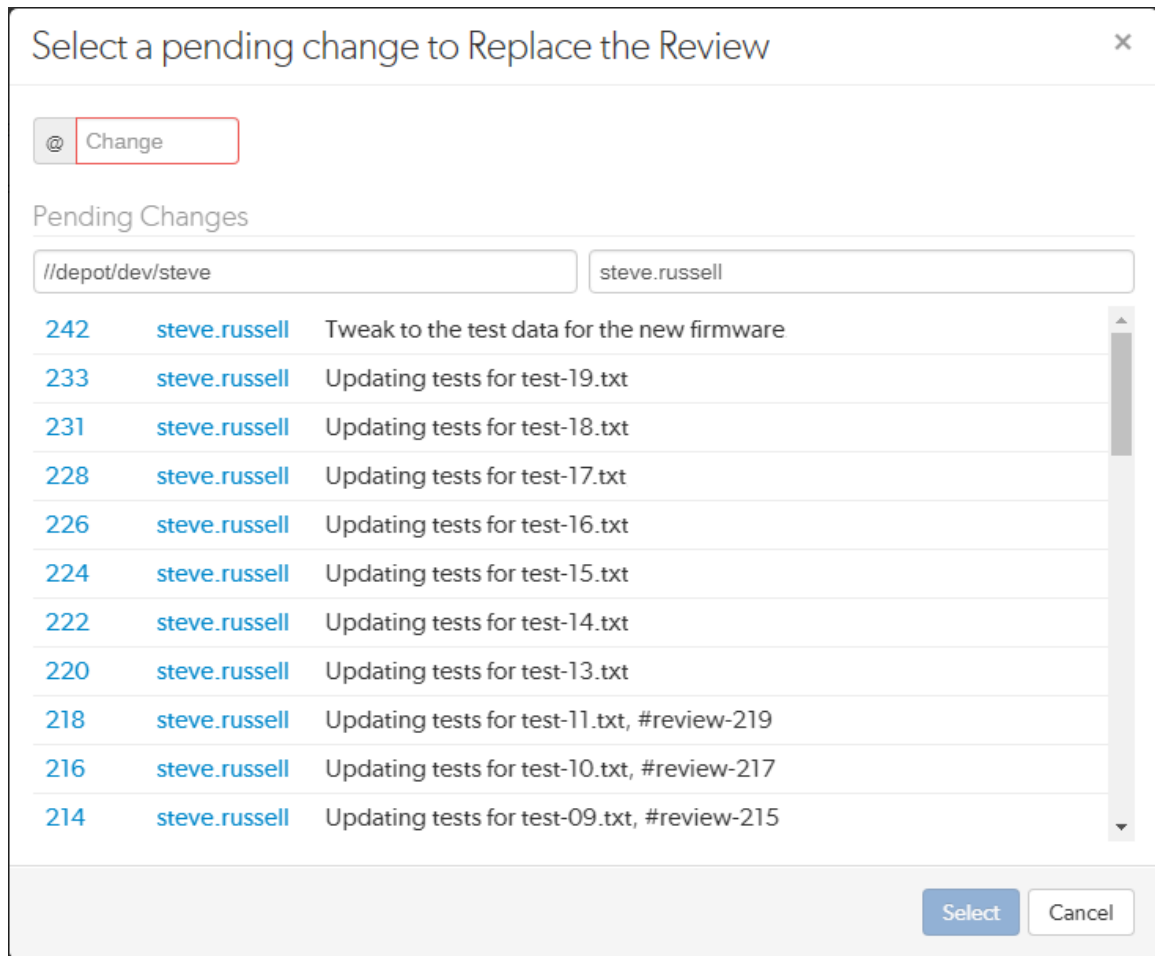 Select a pending change to Replace the Review ×
@ Change
Pending Changes
//depot/dev/steve steve.russell
242 steve.russell Tweak to the test data for the new firmware
233 steve.russell Updating tests for test-19.txt
231 steve.russell Updating tests for test-18.txt
228 steve.russell Updating tests for test-17.txt
226 steve.russell Updating tests for test-16.txt
224 steve.russell Updating tests for test-15.txt
222 steve.russell Updating tests for test-14.txt
220 steve.russell Updating tests for test-13.txt
218 steve.russell Updating tests for test-11.txt, #review-219
216 steve.russell Updating tests for test-10.txt, #review-217
214 steve.russell Updating tests for test-09.txt, #review-215
Select Cancel